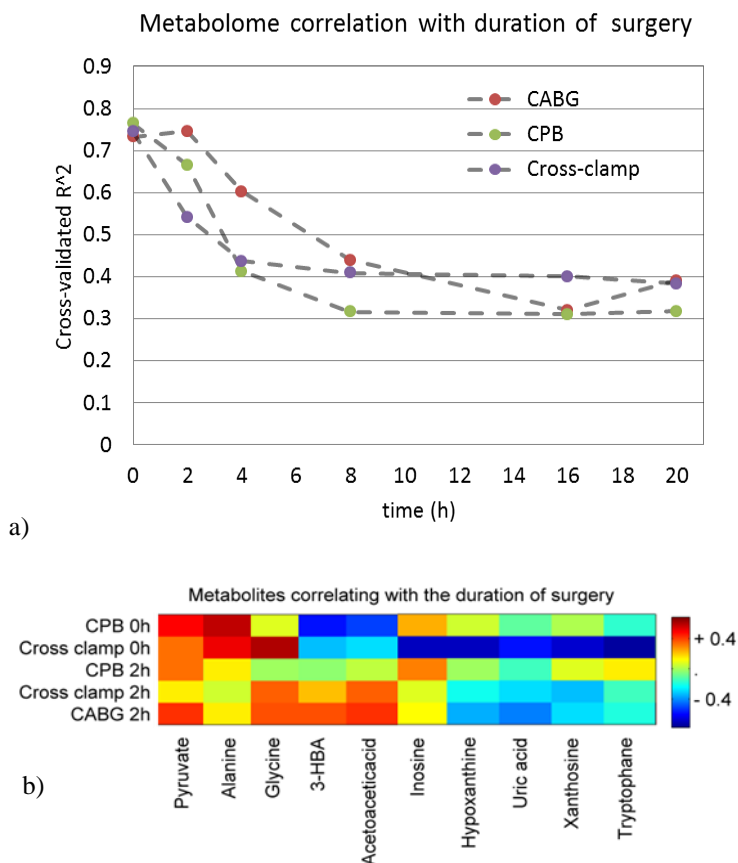 Metabolome correlation with duration of surgery
Cross-validated R^2
0.9
0.8
0.7
0.6
0.5
0.4
0.3
0.2
0.1
0
CABG
CPB
Cross-clamp
0 2 4 6 8 10 12 14 16 18 20
time (h)
a)
Metabolites correlating with the duration of surgery
CPB 0h
Cross clamp 0h
CPB 2h
Cross clamp 2h
CABG 2h
+ 0.4
- 0.4
Pyruvate
Alanine
Glycine
3-HBA
Acetoaceticacid
Inosine
Hypoxanthine
Uric acid
Xanthosine
Tryptophane
b)